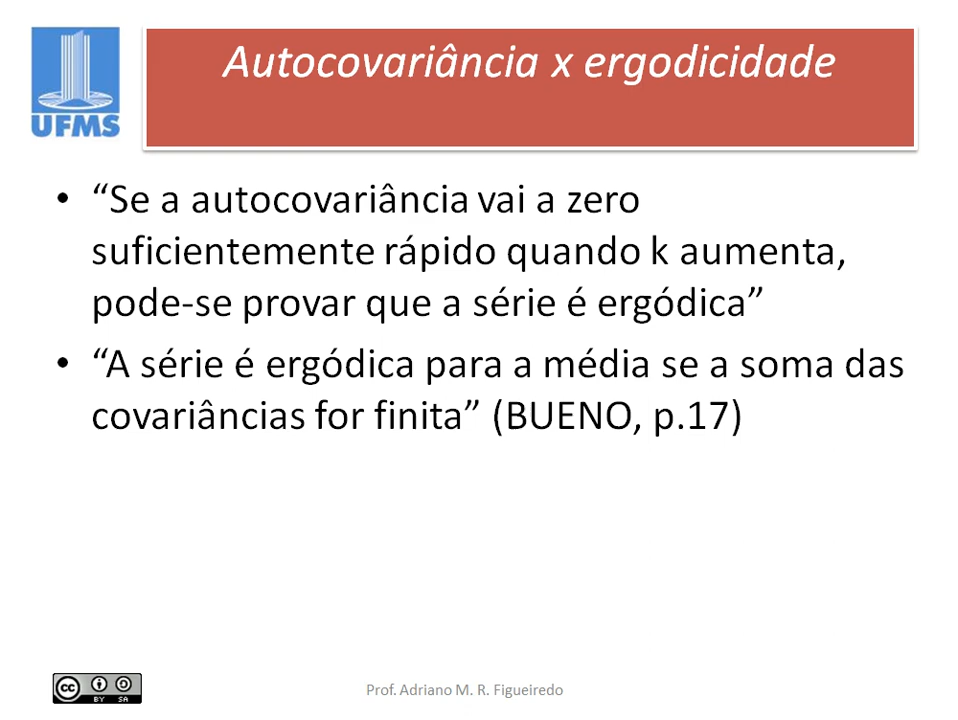 UFMS
Autocovariância x ergodicidade
• “Se a autocovariância vai a zero
suficientemente rápido quando k aumenta,
pode-se provar que a série é ergódica”
• “A série é ergódica para a média se a soma das
covariâncias for finita” (BUENO, p.17)
cc BY SA
Prof. Adriano M. R. Figueiredo